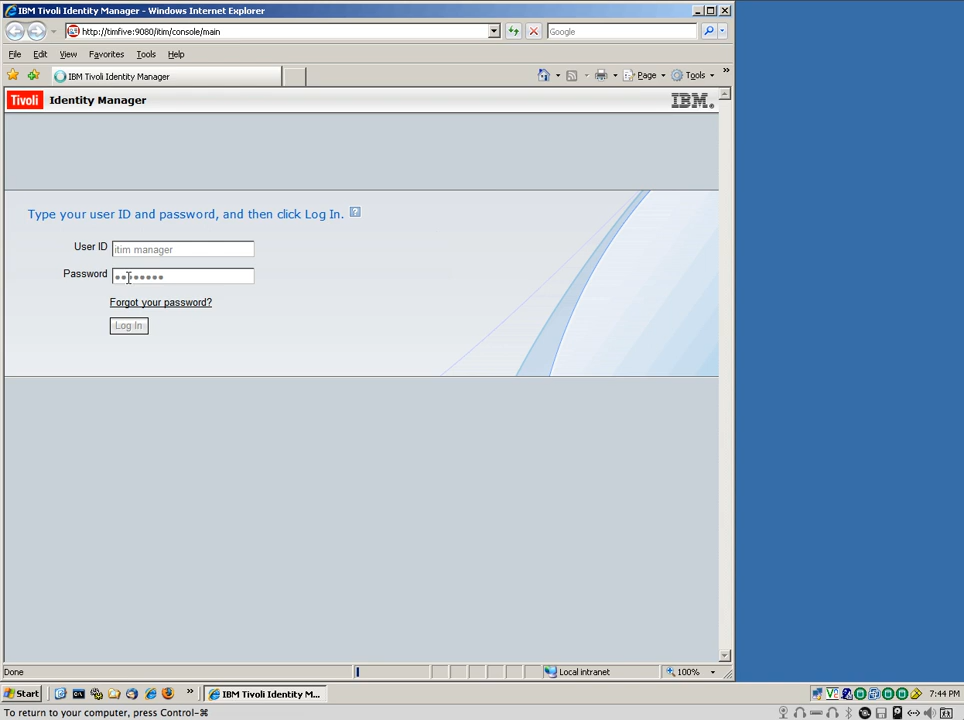 IBM Tivoli Identity Manager - Windows Internet Explorer
http://timfive:9080/itim/console/main
Google
File Edit View Favorites Tools Help
IBM Tivoli Identity Manager
Page Tools »
Tivoli Identity Manager IBM.
Type your user ID and password, and then click Log In. ?
User ID itim manager
Password ••••••••
Forgot your password?
Log In
Done Local intranet 100%
Start » IBM Tivoli Identity M... 7:44 PM
To return to your computer, press Control-⌘